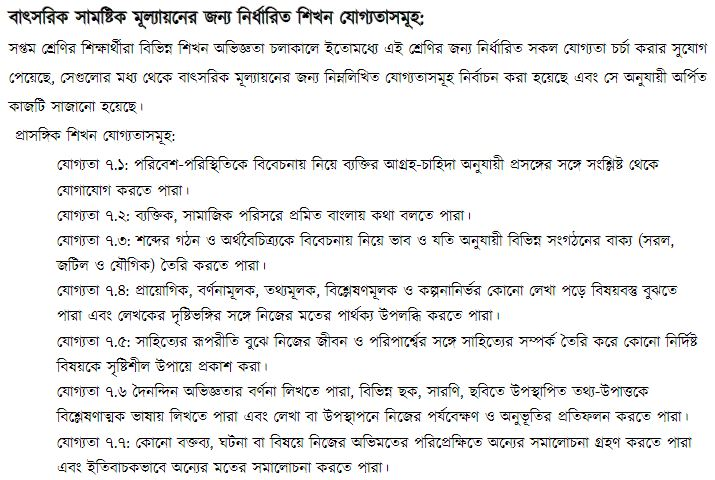 বাৎসরিক সামষ্টিক মূল্যায়নের জন্য নির্ধারিত শিখন যোগ্যতাসমূহ:
সপ্তম শ্রেণির শিক্ষার্থীরা বিভিন্ন শিখন অভিজ্ঞতা চলাকালে ইতোমধ্যে এই শ্রেণির জন্য নির্ধারিত সকল যোগ্যতা চর্চা করার সুযোগ
পেয়েছে, সেগুলোর মধ্য থেকে বাৎসরিক মূল্যায়নের জন্য নিম্নলিখিত যোগ্যতাসমূহ নির্বাচন করা হয়েছে এবং সে অনুযায়ী অর্পিত
কাজটি সাজানো হয়েছে।
প্রাসঙ্গিক শিখন যোগ্যতাসমূহ:
যোগ্যতা ৭.১: পরিবেশ-পরিস্থিতিকে বিবেচনায় নিয়ে ব্যক্তির আগ্রহ-চাহিদা অনুযায়ী প্রসঙ্গের সঙ্গে সংশ্লিষ্ট থেকে
যোগাযোগ করতে পারা।
যোগ্যতা ৭.২: ব্যক্তিক, সামাজিক পরিসরে প্রমিত বাংলায় কথা বলতে পারা।
যোগ্যতা ৭.৩: শব্দের গঠন ও অর্থবৈচিত্র্যকে বিবেচনায় নিয়ে ভাব ও যতি অনুযায়ী বিভিন্ন সংগঠনের বাক্য (সরল,
জটিল ও যৌগিক) তৈরি করতে পারা।
যোগ্যতা ৭.৪: প্রায়োগিক, বর্ণনামূলক, তথ্যমূলক, বিশ্লেষণমূলক ও কল্পনানির্ভর কোনো লেখা পড়ে বিষয়বস্তু বুঝতে
পারা এবং লেখকের দৃষ্টিভঙ্গির সঙ্গে নিজের মতের পার্থক্য উপলব্ধি করতে পারা।
যোগ্যতা ৭.৫: সাহিত্যের রূপরীতি বুঝে নিজের জীবন ও পরিপার্শ্বের সঙ্গে সাহিত্যের সম্পর্ক তৈরি করে কোনো নির্দিষ্ট
বিষয়কে সৃষ্টিশীল উপায়ে প্রকাশ করা।
যোগ্যতা ৭.৬ দৈনন্দিন অভিজ্ঞতার বর্ণনা লিখতে পারা, বিভিন্ন ছক, সারণি, ছবিতে উপস্থাপিত তথ্য-উপাত্তকে
বিশ্লেষণাত্মক ভাষায় লিখতে পারা এবং লেখা বা উপস্থাপনে নিজের পর্যবেক্ষণ ও অনুভূতির প্রতিফলন করতে পারা।
যোগ্যতা ৭.৭: কোনো বক্তব্য, ঘটনা বা বিষয়ে নিজের অভিমতের পরিপ্রেক্ষিতে অন্যের সমালোচনা গ্রহণ করতে পারা
এবং ইতিবাচকভাবে অন্যের মতের সমালোচনা করতে পারা।